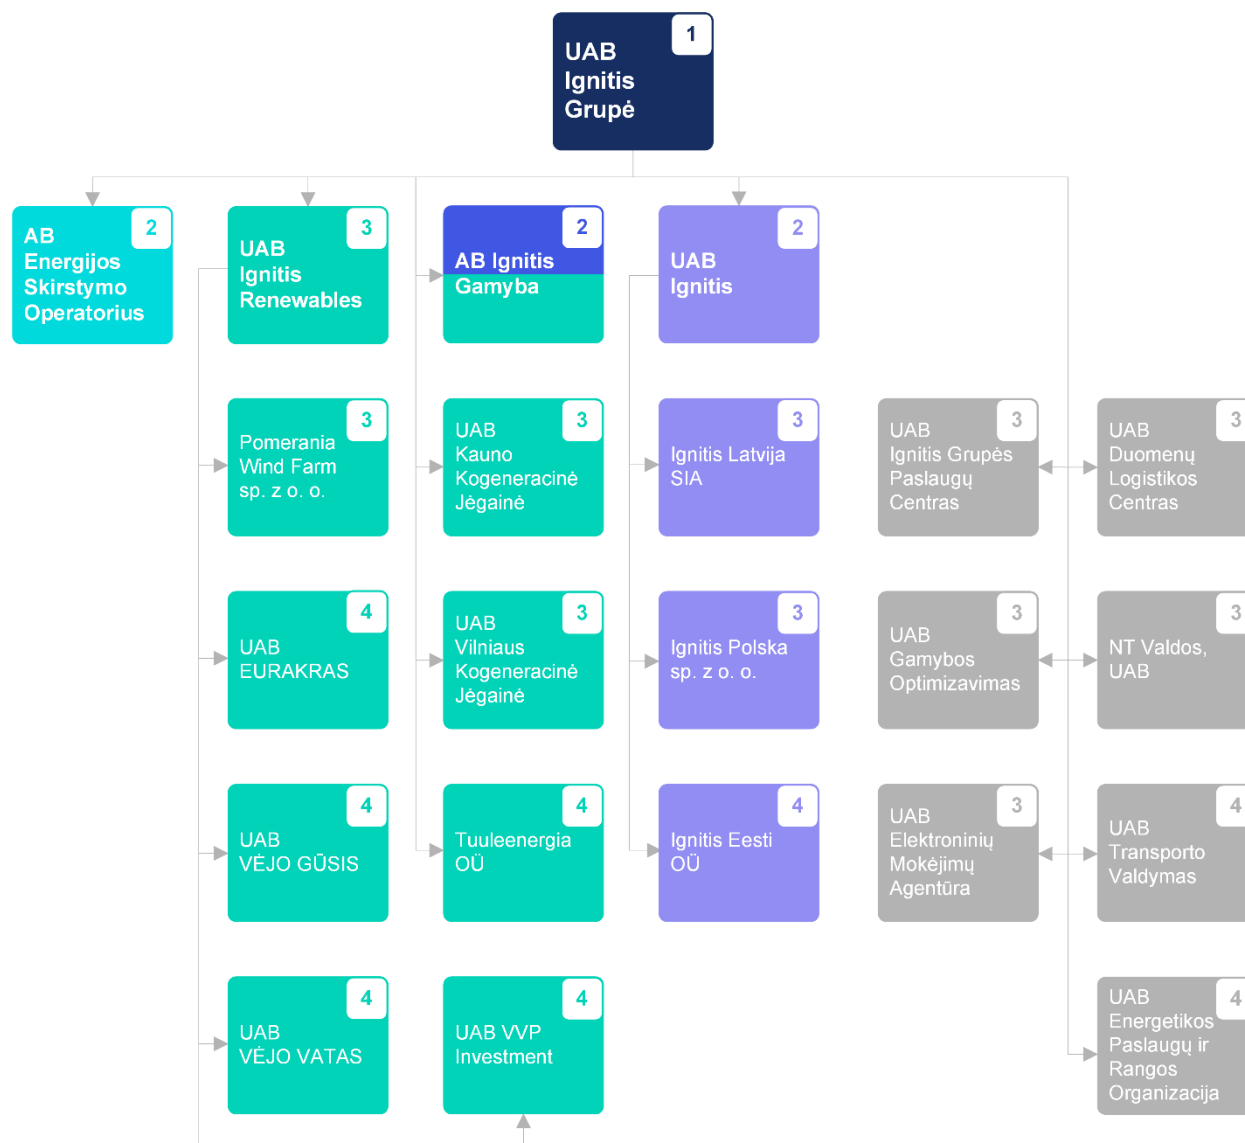 1
UAB
Ignitis
Grupė
2
AB
Energijos
Skirstymo
Operatorius
3
UAB
Ignitis
Renewables
2
AB Ignitis
Gamyba
2
UAB
Ignitis
3
Pomerania
Wind Farm
sp. z o. o.
3
UAB
Kauno
Kogeneracinė
Jėgainė
3
Ignitis Latvija
SIA
3
UAB
Ignitis Grupės
Paslaugų
Centras
3
UAB
Duomenų
Logistikos
Centras
4
UAB
EURAKRAS
3
UAB
Vilniaus
Kogeneracinė
Jėgainė
3
Ignitis Polska
sp. z o. o.
3
UAB
Gamybos
Optimizavimas
3
NT Valdos,
UAB
4
UAB
VĖJO GŪSIS
4
Tuuleenergia
OÜ
4
Ignitis Eesti
OÜ
3
UAB
Elektroninių
Mokėjimų
Agentūra
4
UAB
Transporto
Valdymas
4
UAB
VĖJO VATAS
4
UAB VVP
Investment
4
UAB
Energetikos
Paslaugų ir
Rangos
Organizacija